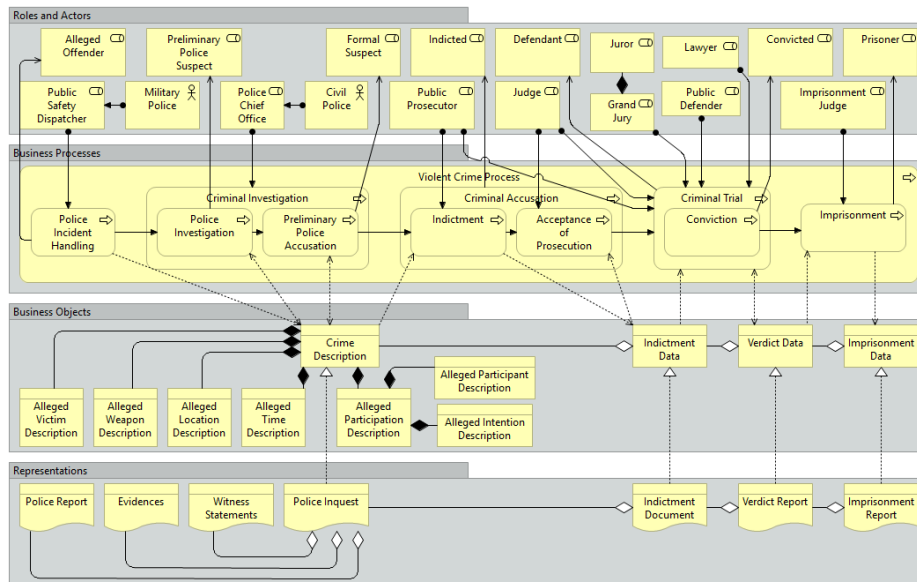 Roles and Actors
Alleged
Offender
Preliminary
Police
Suspect
Formal
Suspect
Indicted
Defendant
Juror
Lawyer
Convicted
Prisoner
Public
Safety
Dispatcher
Military
Police
Police
Chief
Office
Civil
Police
Public
Prosecutor
Judge
Grand
Jury
Public
Defender
Imprisonment
Judge
Business Processes
Violent Crime Process
Criminal Investigation
Criminal Accusation
Criminal Trial
Police
Incident
Handling
Police
Investigation
Preliminary
Police
Accusation
Indictment
Acceptance
of
Prosecution
Conviction
Imprisonment
Business Objects
Crime
Description
Indictment
Data
Verdict Data
Imprisonment
Data
Alleged Participant
Description
Alleged
Victim
Description
Alleged
Weapon
Description
Alleged
Location
Description
Alleged
Time
Description
Alleged
Participation
Description
Alleged Intention
Description
Representations
Police Report
Evidences
Witness
Statements
Police Inquest
Indictment
Document
Verdict Report
Imprisonment
Report